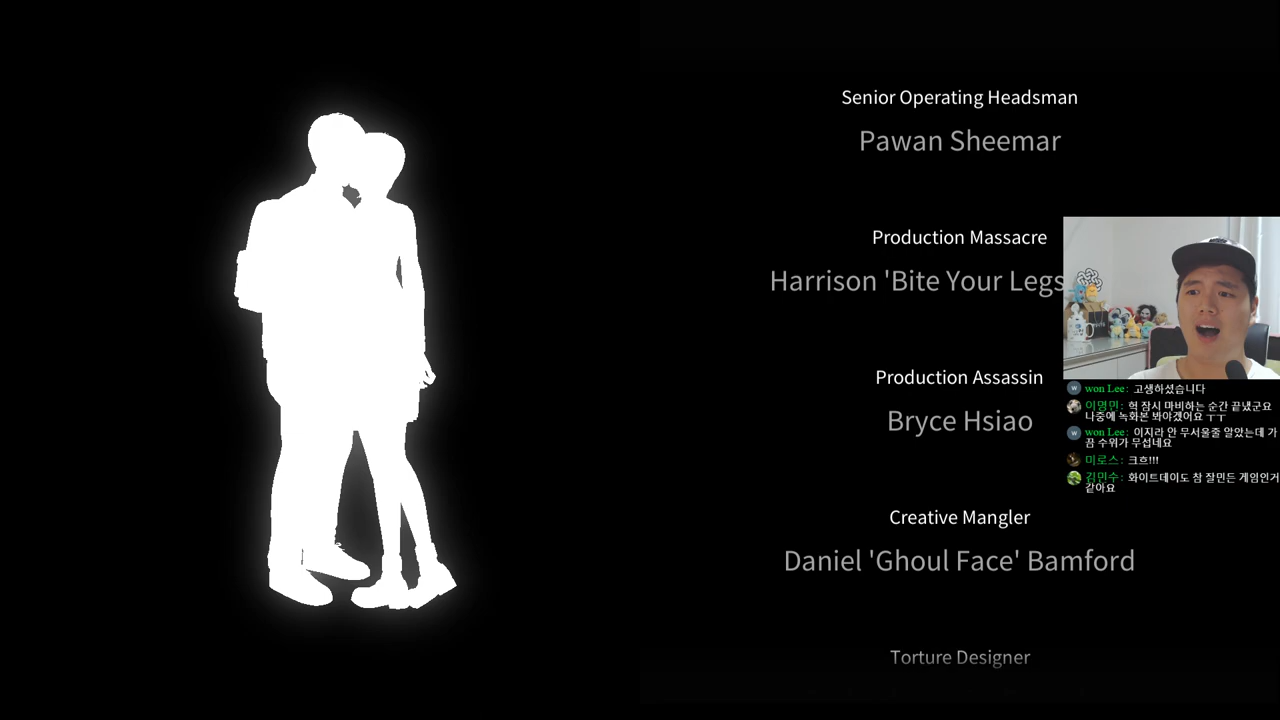 Senior Operating Headsman
Pawan Sheemar
Production Massacre
Harrison 'Bite Your Legs
Production Assassin
Bryce Hsiao
Creative Mangler
Daniel 'Ghoul Face' Bamford
Torture Designer
won Lee: 고생하셨습니다
이명민: 헉 잠시 마비하는 순간 끝냈군요
나중에 녹화본 봐야겠어요 ㅜㅜ
won Lee: 이지라 안 무서울줄 알았는데 가
끔 수위가 무섭네요
미로스: 크흐!!!
김민수: 화이트데이도 참 잘민든 게임인거
같아요